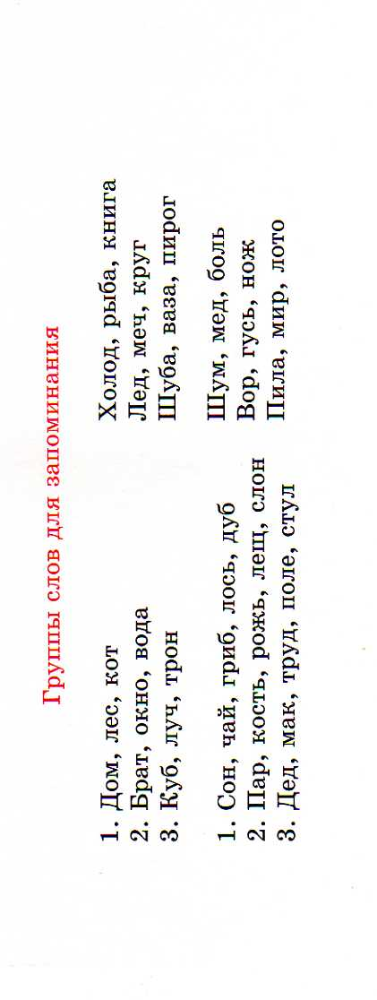 Группы слов для запоминания
1. Дом, лес, кот Холод, рыба, книга
2. Брат, окно, вода Лед, меч, круг
3. Куб, луч, трон Шуба, ваза, пирог
1. Сон, чай, гриб, лось, дуб Шум, мед, боль
2. Пар, кость, рожь, лещ, слон Вор, гусь, нож
3. Дед, мак, труд, поле, стул Пила, мир, лото